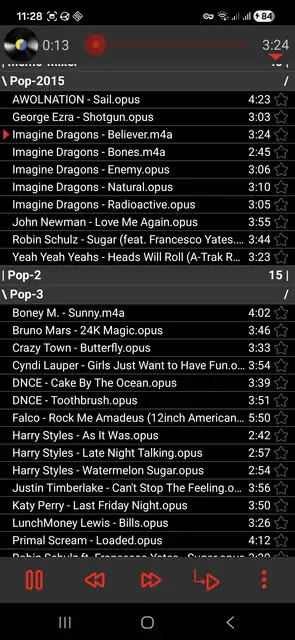 11:28 84
0:13 3:24
\ Pop-2015 /
AWOLNATION - Sail.opus 4:23
George Ezra - Shotgun.opus 3:03
Imagine Dragons - Believer.m4a 3:24
Imagine Dragons - Bones.m4a 2:45
Imagine Dragons - Enemy.opus 3:06
Imagine Dragons - Natural.opus 3:10
Imagine Dragons - Radioactive.opus 3:05
John Newman - Love Me Again.opus 3:55
Robin Schulz - Sugar (feat. Francesco Yates.... 3:44
Yeah Yeah Yeahs - Heads Will Roll (A-Trak R... 3:23
| Pop-2 15 |
\ Pop-3 /
Boney M. - Sunny.m4a 4:02
Bruno Mars - 24K Magic.opus 3:46
Crazy Town - Butterfly.opus 3:33
Cyndi Lauper - Girls Just Want to Have Fun.o... 3:54
DNCE - Cake By The Ocean.opus 3:39
DNCE - Toothbrush.opus 3:51
Falco - Rock Me Amadeus (12inch American... 5:50
Harry Styles - As It Was.opus 2:42
Harry Styles - Late Night Talking.opus 2:57
Harry Styles - Watermelon Sugar.opus 2:54
Justin Timberlake - Can't Stop The Feeling.o... 3:56
Katy Perry - Last Friday Night.opus 3:50
LunchMoney Lewis - Bills.opus 3:26
Primal Scream - Loaded.opus 4:12
Robin Schulz ft. Francesco Yates - Sugar.opus